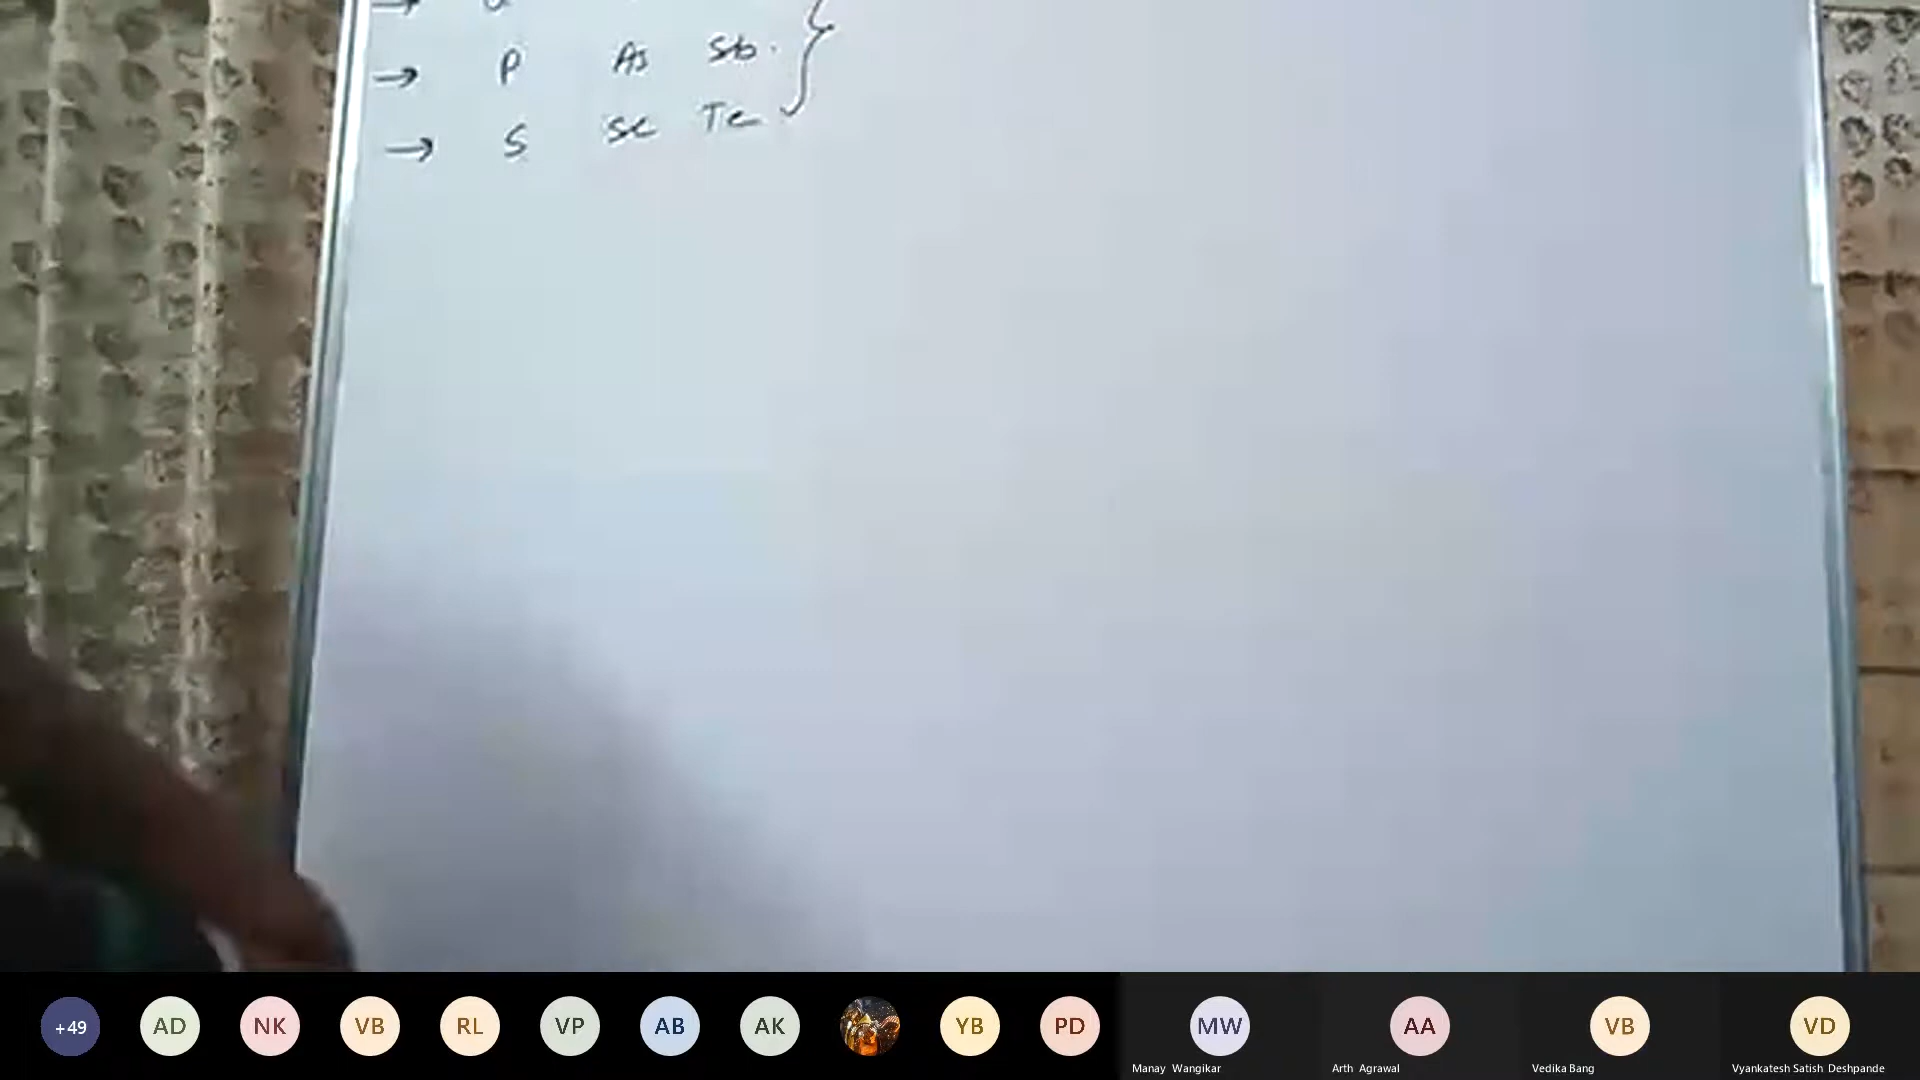 → P As Sb.
→ S Se Te
+49 AD NK VB RL VP AB AK YB PD MW AA VB VD
Manay Wangikar Arth Agrawal Vedika Bang Vyankatesh Satish Deshpande